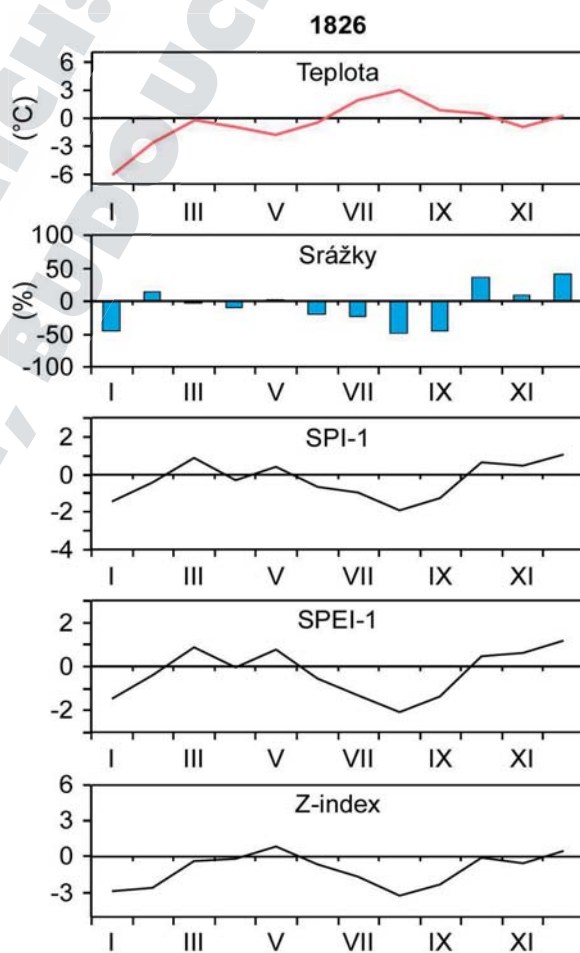 1826
Teplota
6
3
0
-3
-6
(°C)
I III V VII IX XI
Srážky
100
50
0
-50
-100
(%)
I III V VII IX XI
SPI-1
2
0
-2
-4
I III V VII IX XI
SPEI-1
2
0
-2
I III V VII IX XI
Z-index
6
3
0
-3
I III V VII IX XI
BUDOUC